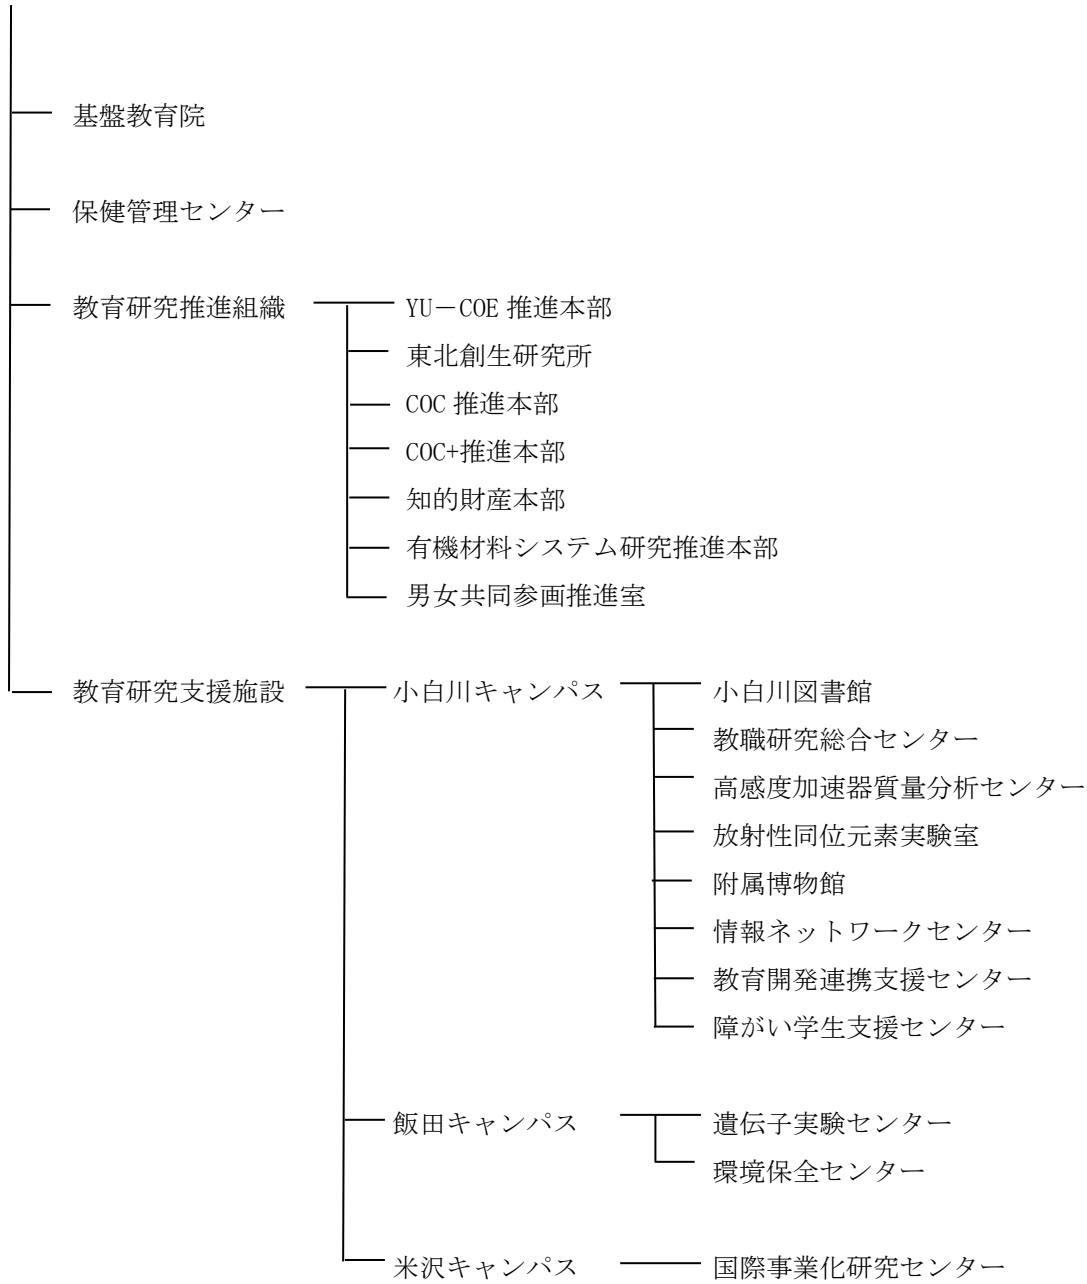 基盤教育院
保健管理センター
教育研究推進組織 YU－COE 推進本部
東北創生研究所
COC 推進本部
COC+推進本部
知的財産本部
有機材料システム研究推進本部
男女共同参画推進室
教育研究支援施設 小白川キャンパス 小白川図書館
教職研究総合センター
高感度加速器質量分析センター
放射性同位元素実験室
附属博物館
情報ネットワークセンター
教育開発連携支援センター
障がい学生支援センター
飯田キャンパス 遺伝子実験センター
環境保全センター
米沢キャンパス 国際事業化研究センター